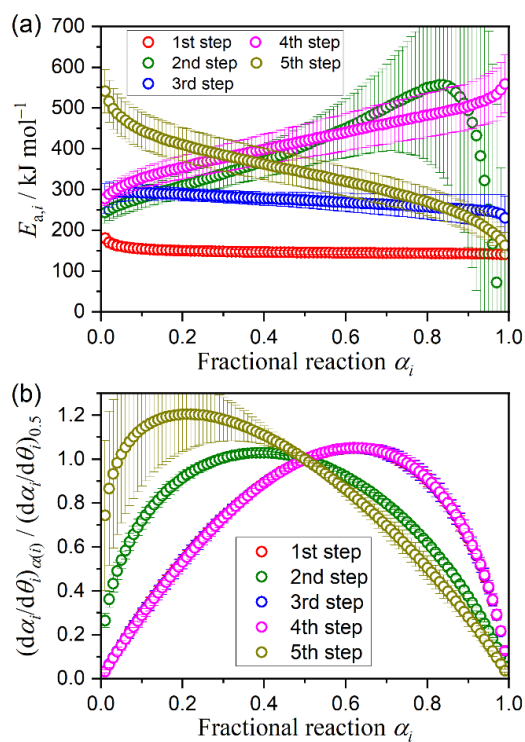 (a)
700
600
500
400
300
200
100
0
E_{a,i} / kJ mol⁻¹
1st step
2nd step
3rd step
4th step
5th step
0.0 0.2 0.4 0.6 0.8 1.0
Fractional reaction α_i
(b)
1.2
1.0
0.8
0.6
0.4
0.2
0.0
(dα_i/dθ_i)_{α(i)} / (dα_i/dθ_i)_{0.5}
1st step
2nd step
3rd step
4th step
5th step
0.0 0.2 0.4 0.6 0.8 1.0
Fractional reaction α_i